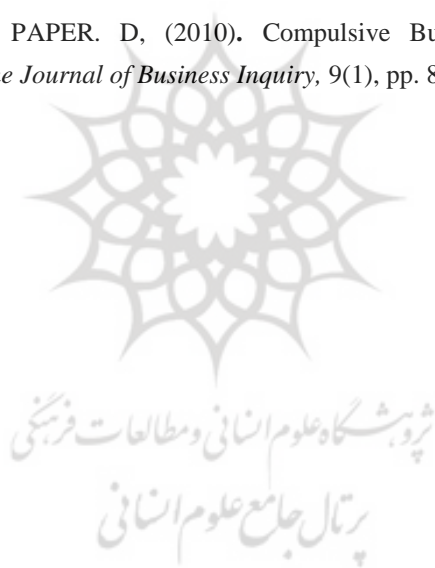 PAPER. D, (2010). Compulsive Bu
e Journal of Business Inquiry, 9(1), pp. 8
پژوهشگاه علوم انسانی و مطالعات فرهنگی
پرتال جامع علوم انسانی